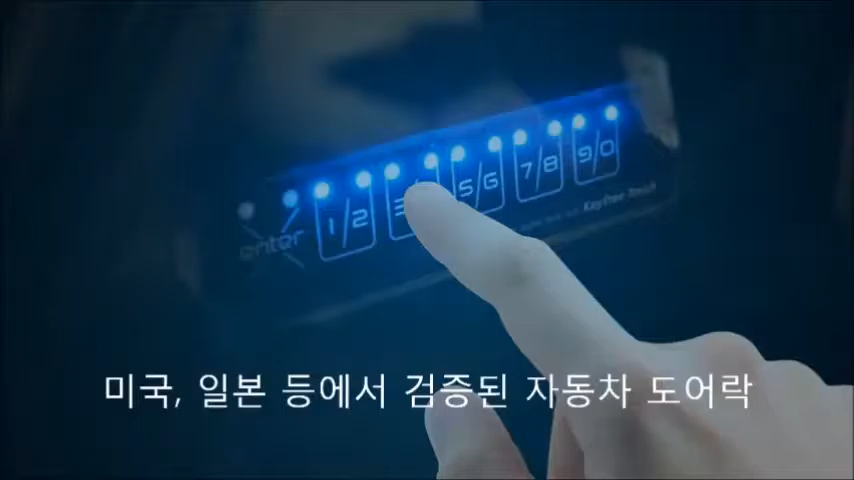 enter 1/2 5/6 7/8 9/0
Keyfree Touch
미국, 일본 등에서 검증된 자동차 도어락